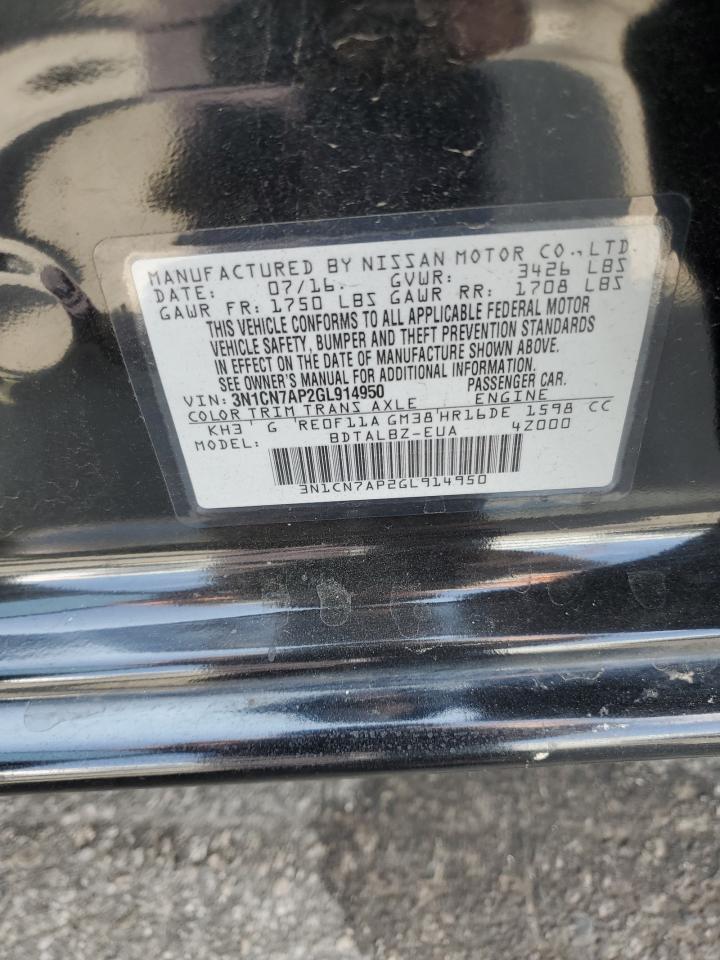 MANUFACTURED BY NISSAN MOTOR CO., LTD.
DATE: 07/16 GVWR: 3426 LBS
GAWR FR: 1750 LBS GAWR RR: 1708 LBS
THIS VEHICLE CONFORMS TO ALL APPLICABLE FEDERAL MOTOR
VEHICLE SAFETY, BUMPER AND THEFT PREVENTION STANDARDS
IN EFFECT ON THE DATE OF MANUFACTURE SHOWN ABOVE.
SEE OWNER'S MANUAL FOR ADDITIONAL INFORMATION.
VIN: 3N1CN7AP2GL914950 PASSENGER CAR.
COLOR TRIM TRANS AXLE ENGINE
KH3 G RE0F11A GM38 HR16DE 1598 CC
MODEL: BDTALBZ-EUA 4Z000
3N1CN7AP2GL914950